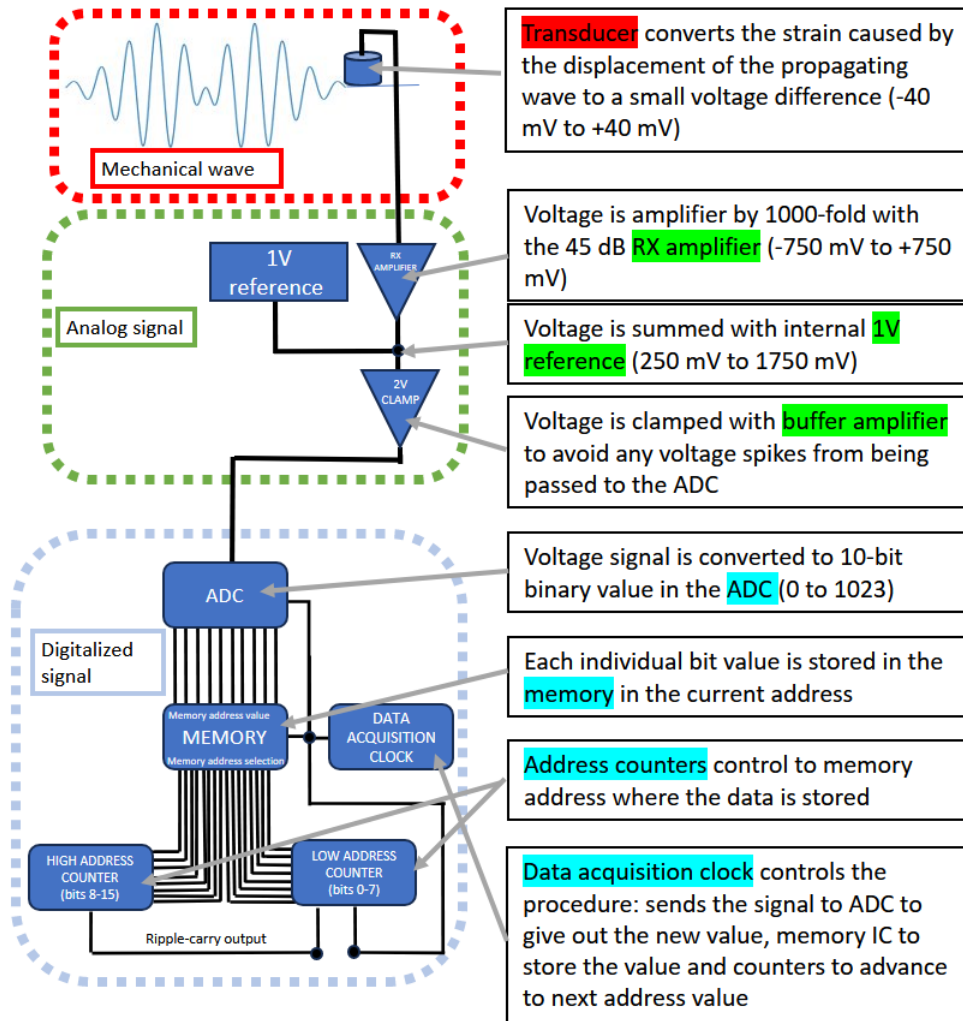 Transducer converts the strain caused by
the displacement of the propagating
wave to a small voltage difference (-40
mV to +40 mV)
Mechanical wave
Voltage is amplifier by 1000-fold with
the 45 dB RX amplifier (-750 mV to +750
mV)
1V
reference
RX
AMPLIFIER
Analog signal
Voltage is summed with internal 1V
reference (250 mV to 1750 mV)
2V
CLAMP
Voltage is clamped with buffer amplifier
to avoid any voltage spikes from being
passed to the ADC
Voltage signal is converted to 10-bit
binary value in the ADC (0 to 1023)
ADC
Digitalized
signal
Each individual bit value is stored in the
memory in the current address
Memory address value
MEMORY
Memory address selection
DATA
ACQUISITION
CLOCK
Address counters control to memory
address where the data is stored
HIGH ADDRESS
COUNTER
(bits 8-15)
LOW ADDRESS
COUNTER
(bits 0-7)
Ripple-carry output
Data acquisition clock controls the
procedure: sends the signal to ADC to
give out the new value, memory IC to
store the value and counters to advance
to next address value